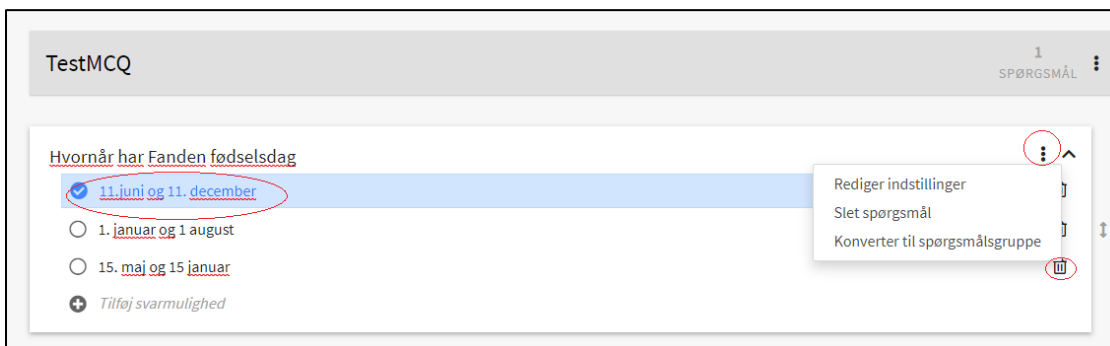 TestMCQ
1
SPØRGSMÅL
Hvornår har Fanden fødselsdag
11.juni og 11. december
1. januar og 1 august
15. maj og 15 januar
Tilføj svarmulighed
Rediger indstillinger
Slet spørgsmål
Konverter til spørgsmålsgruppe